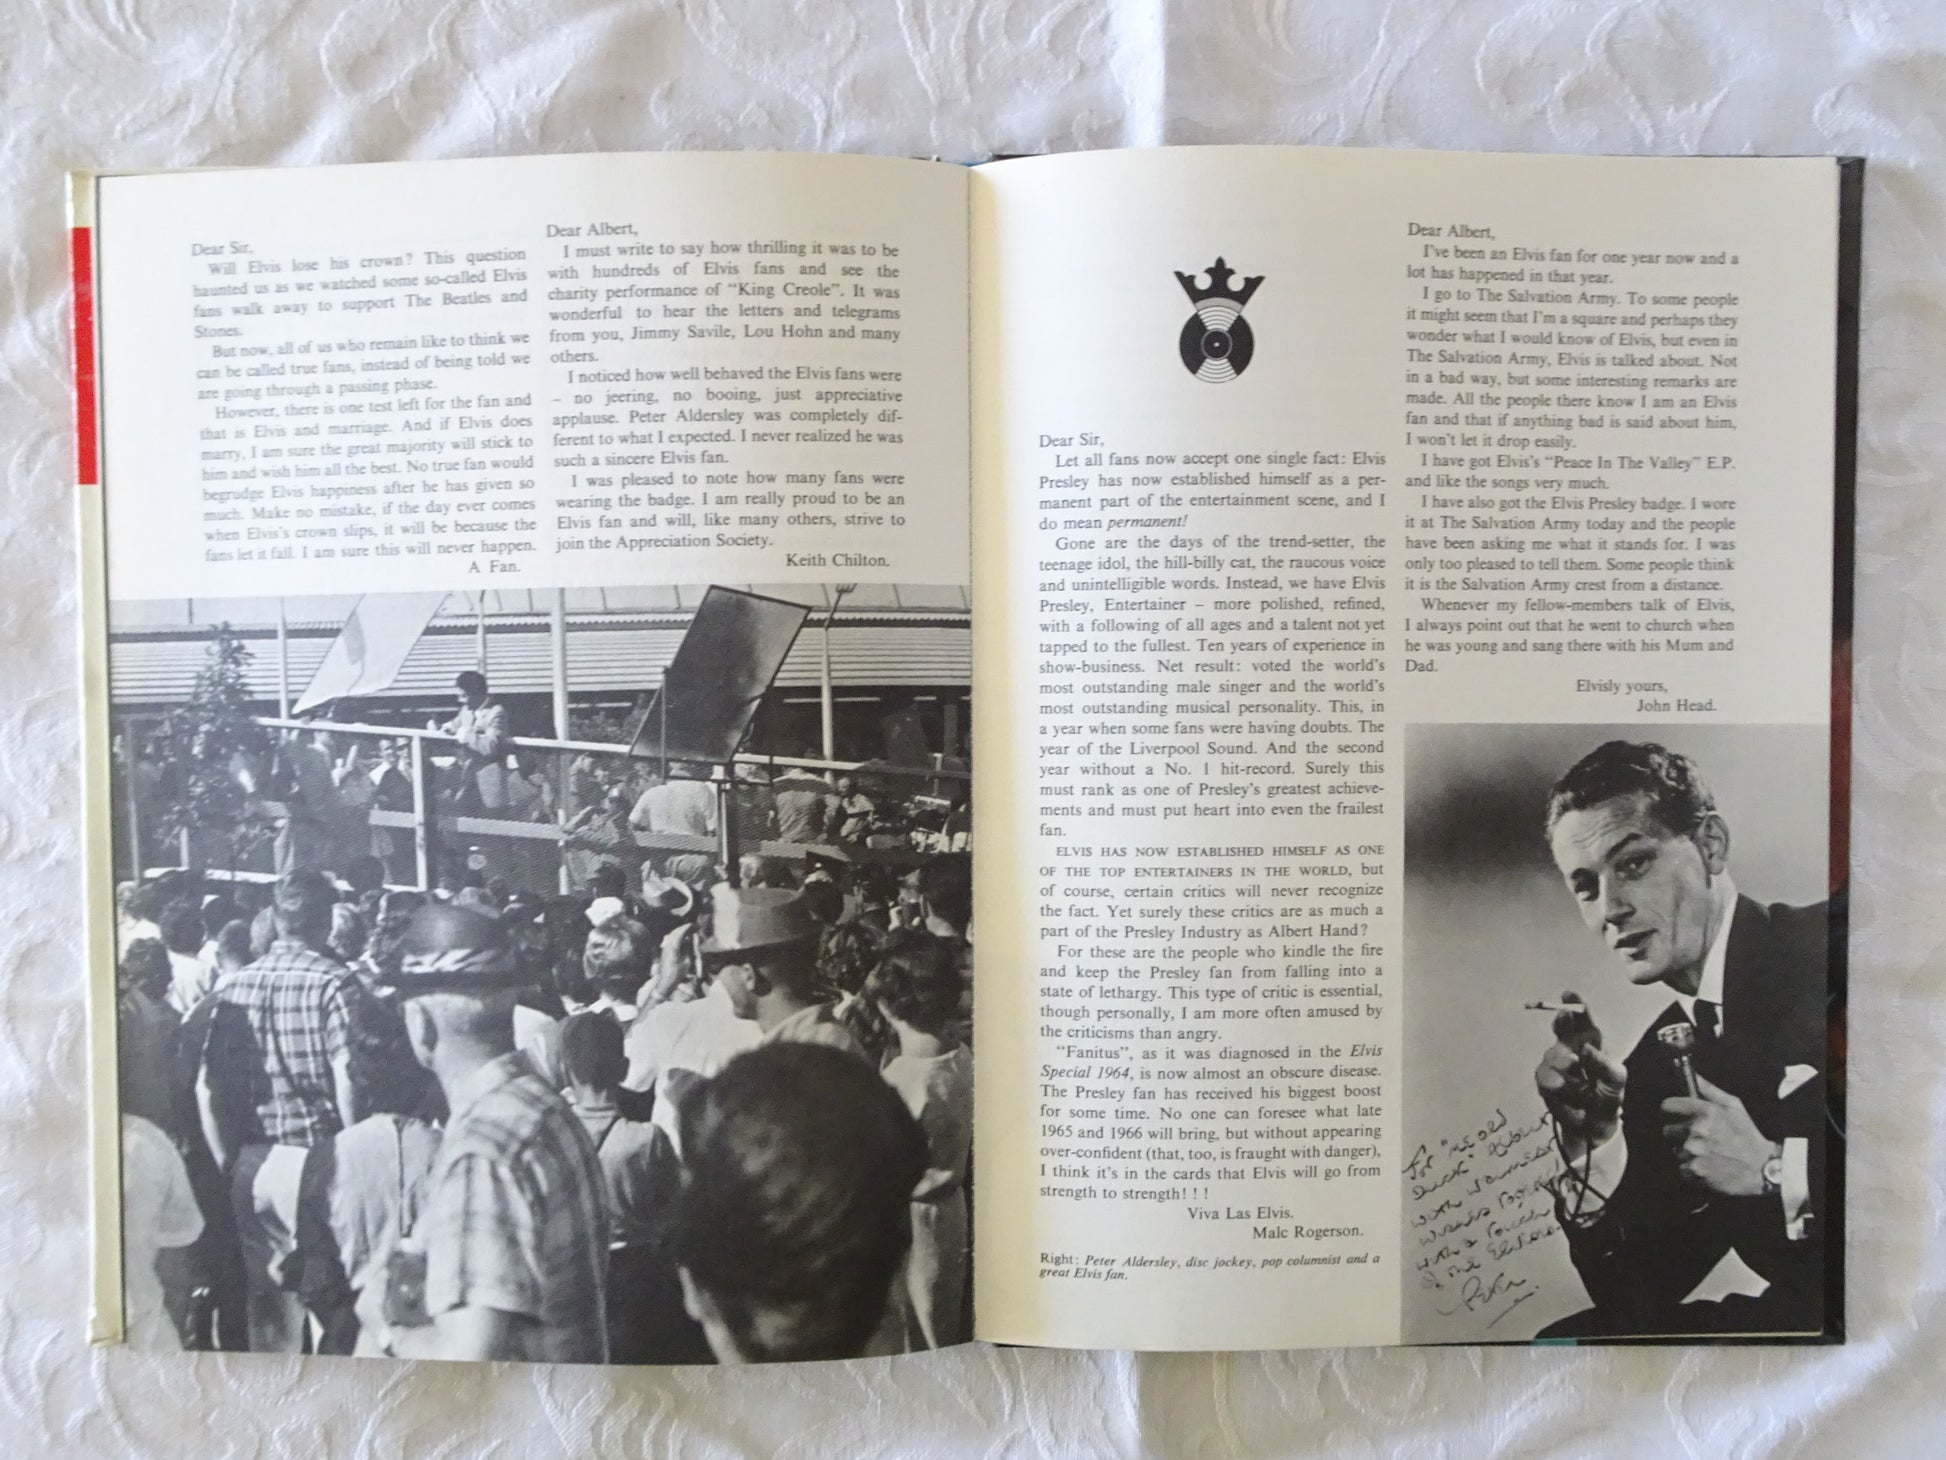 Dear Sir,
Will Elvis lose his crown? This question
haunted us as we watched some so-called Elvis
fans walk away to support The Beatles and
Stones.
But now, all of us who remain like to think we
can be called true fans, instead of being told we
are going through a passing phase.
However, there is one test left for the fan and
that is Elvis and marriage. And if Elvis does
marry, I am sure the great majority will stick to
him and wish him all the best. No true fan would
begrudge Elvis happiness after he has given so
much. Make no mistake, if the day ever comes
when Elvis's crown slips, it will be because the
fans let it fall. I am sure this will never happen.
A Fan.
Dear Albert,
I must write to say how thrilling it was to be
with hundreds of Elvis fans and see the
charity performance of "King Creole". It was
wonderful to hear the letters and telegrams
from you, Jimmy Savile, Lou Hohn and many
others.
I noticed how well behaved the Elvis fans were
– no jeering, no booing, just appreciative
applause. Peter Aldersley was completely dif-
ferent to what I expected. I never realized he was
such a sincere Elvis fan.
I was pleased to note how many fans were
wearing the badge. I am really proud to be an
Elvis fan and will, like many others, strive to
join the Appreciation Society.
Keith Chilton.
Dear Sir,
Let all fans now accept one single fact: Elvis
Presley has now established himself as a per-
manent part of the entertainment scene, and I
do mean permanent!
Gone are the days of the trend-setter, the
teenage idol, the hill-billy cat, the raucous voice
and unintelligible words. Instead, we have Elvis
Presley, Entertainer – more polished, refined,
with a following of all ages and a talent not yet
tapped to the fullest. Ten years of experience in
show-business. Net result: voted the world's
most outstanding male singer and the world's
most outstanding musical personality. This, in
a year when some fans were having doubts. The
year of the Liverpool Sound. And the second
year without a No. 1 hit-record. Surely this
must rank as one of Presley's greatest achieve-
ments and must put heart into even the frailest
fan.
ELVIS HAS NOW ESTABLISHED HIMSELF AS ONE
OF THE TOP ENTERTAINERS IN THE WORLD, but
of course, certain critics will never recognize
the fact. Yet surely these critics are as much a
part of the Presley Industry as Albert Hand?
For these are the people who kindle the fire
and keep the Presley fan from falling into a
state of lethargy. This type of critic is essential,
though personally, I am more often amused by
the criticisms than angry.
"Fanitus", as it was diagnosed in the Elvis
Special 1964, is now almost an obscure disease.
The Presley fan has received his biggest boost
for some time. No one can foresee what late
1965 and 1966 will bring, but without appearing
over-confident (that, too, is fraught with danger),
I think it's in the cards that Elvis will go from
strength to strength! ! !
Viva Las Elvis.
Malc Rogerson.
Right: Peter Aldersley, disc jockey, pop columnist and a
great Elvis fan.
Dear Albert,
I've been an Elvis fan for one year now and a
lot has happened in that year.
I go to The Salvation Army. To some people
it might seem that I'm a square and perhaps they
wonder what I would know of Elvis, but even in
The Salvation Army, Elvis is talked about. Not
in a bad way, but some interesting remarks are
made. All the people there know I am an Elvis
fan and that if anything bad is said about him,
I won't let it drop easily.
I have got Elvis's "Peace In The Valley" E.P.
and like the songs very much.
I have also got the Elvis Presley badge. I wore
it at The Salvation Army today and the people
have been asking me what it stands for. I was
only too pleased to tell them. Some people think
it is the Salvation Army crest from a distance.
Whenever my fellow-members talk of Elvis,
I always point out that he went to church when
he was young and sang there with his Mum and
Dad.
Elvisly yours,
John Head.
For "me old
Duck" Albert
with warmest
wishes
with a
of the
Peter